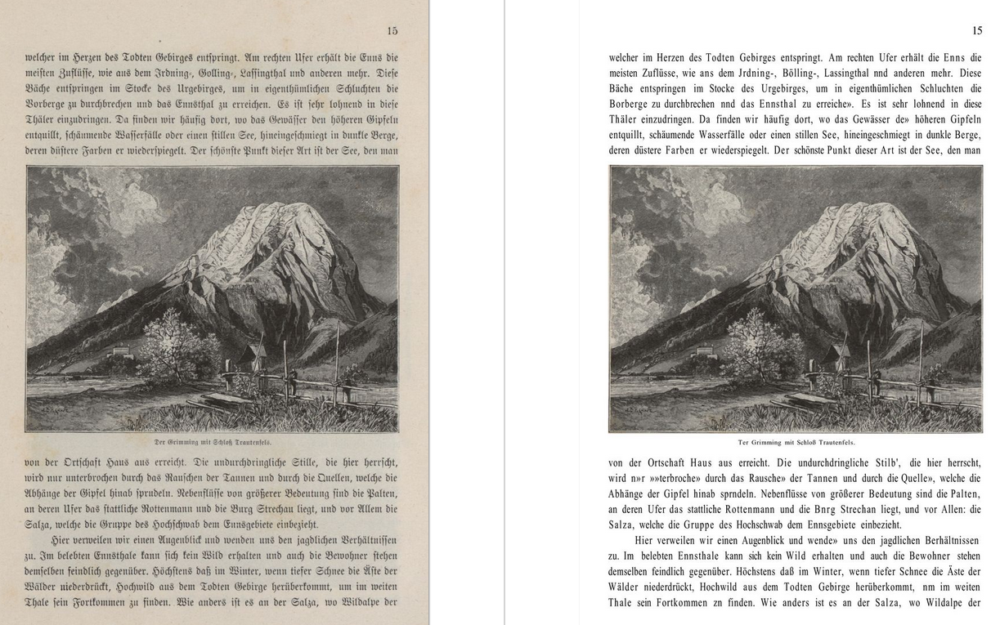 15
welcher im Herzen des Todten Gebirges entspringt. Am rechten Ufer erhält die Enns die
meisten Zuflüsse, wie aus dem Irdning-, Golling-, Lassingthal und anderen mehr. Diese
Bäche entspringen im Stocke des Urgebirges, um in eigenthümlichen Schluchten die
Vorberge zu durchbrechen und das Ennsthal zu erreichen. Es ist sehr lohnend in diese
Thäler einzudringen. Da finden wir häufig dort, wo das Gewässer den höheren Gipfeln
entquillt, schäumende Wasserfälle oder einen stillen See, hineingeschmiegt in dunkle Berge,
deren düstere Farben er wiederspiegelt. Der schönste Punkt dieser Art ist der See, den man
Der Grimming mit Schloß Trautenfels.
von der Ortschaft Haus aus erreicht. Die undurchdringliche Stille, die hier herrscht,
wird nur unterbrochen durch das Rauschen der Tannen und durch die Quellen, welche die
Abhänge der Gipfel hinab sprudeln. Nebenflüsse von größerer Bedeutung sind die Palten,
an deren Ufer das stattliche Rottenmann und die Burg Strechau liegt, und vor Allem die
Salza, welche die Gruppe des Hochschwab dem Ennsgebiete einbezieht.
Hier verweilen wir einen Augenblick und wenden uns den jagdlichen Verhältnissen
zu. Im belebten Ennsthale kann sich kein Wild erhalten und auch die Bewohner stehen
demselben feindlich gegenüber. Höchstens daß im Winter, wenn tiefer Schnee die Äste der
Wälder niederdrückt, Hochwild aus dem Todten Gebirge herüberkommt, um im weiten
Thale sein Fortkommen zu finden. Wie anders ist es an der Salza, wo Wildalpe der
15
welcher im Herzen des Todten Gebirges entspringt. Am rechten Ufer erhält die Enns die
meisten Zuflüsse, wie ans dem Jrdning-, Bölling-, Lassingthal nnd anderen mehr. Diese
Bäche entspringen im Stocke des Urgebirges, um in eigenthümlichen Schluchten die
Borberge zu durchbrechen nnd das Ennsthal zu erreiche». Es ist sehr lohnend in diese
Thäler einzudringen. Da finden wir häufig dort, wo das Gewässer de» höheren Gipfeln
entquillt, schäumende Wasserfälle oder einen stillen See, hineingeschmiegt in dunkle Berge,
deren düstere Farben er wiederspiegelt. Der schönste Punkt dieser Art ist der See, den man
Ter Grimming mit Schloß Trautenfels.
von der Ortschaft Haus aus erreicht. Die undurchdringliche Stilb', die hier herrscht,
wird n»r »»terbroche» durch das Rausche» der Tannen und durch die Quelle», welche die
Abhänge der Gipfel hinab sprndeln. Nebenflüsse von größerer Bedeutung sind die Palten,
an deren Ufer das stattliche Rottenmann und die Bnrg Strechan liegt, und vor Allen: die
Salza, welche die Gruppe des Hochschwab dem Ennsgebiete einbezieht.
Hier verweilen wir einen Augenblick und wende» uns den jagdlichen Berhältnissen
zu. Im belebten Ennsthale kann sich kein Wild erhalten und auch die Bewohner stehen
demselben feindlich gegenüber. Höchstens daß im Winter, wenn tiefer Schnee die Äste der
Wälder niederdrückt, Hochwild aus dem Todten Gebirge herüberkommt, nm im weiten
Thale sein Fortkommen zn finden. Wie anders ist es an der Salza, wo Wildalpe der